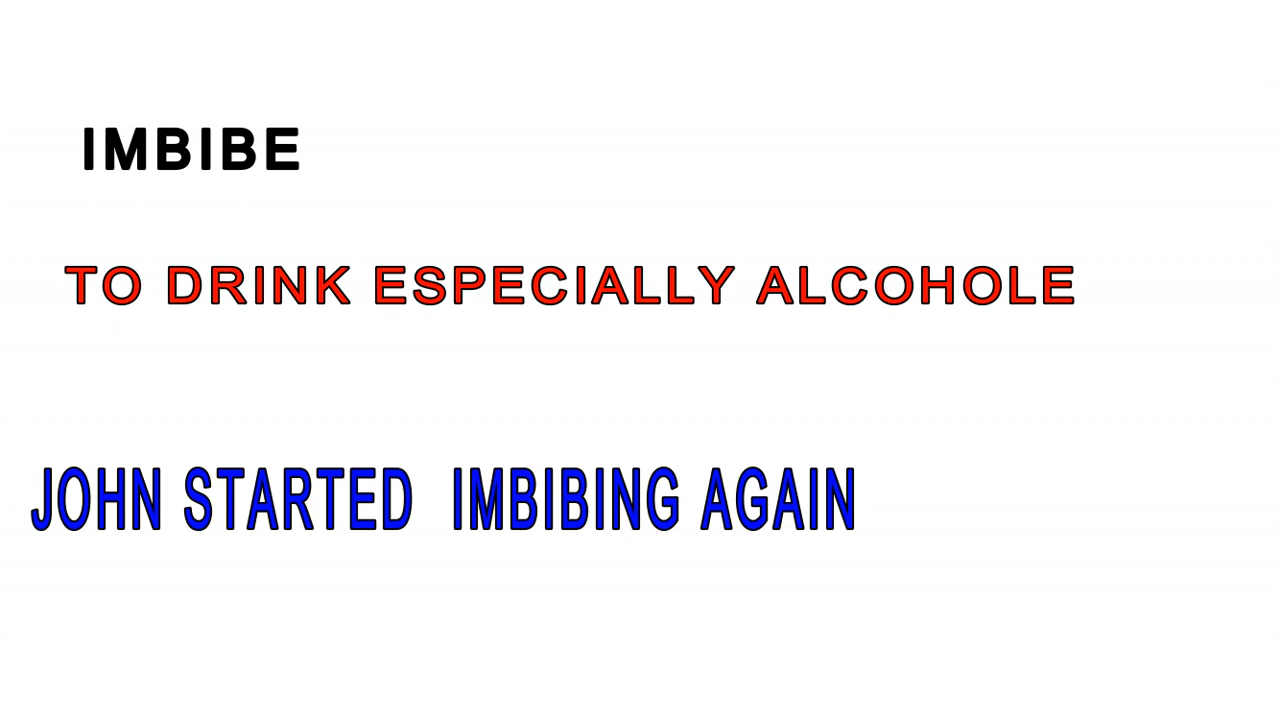 IMBIBE
TO DRINK ESPECIALLY ALCOHOLE
JOHN STARTED IMBIBING AGAIN